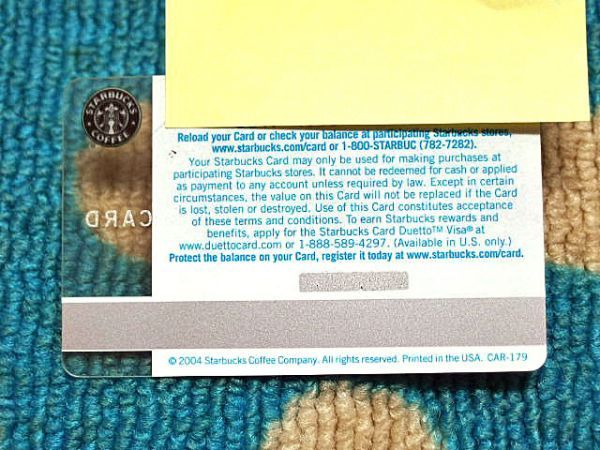 STARBUCKS
COFFEE
Reload your Card or check your balance at participating Starbucks stores,
www.starbucks.com/card or 1-800-STARBUC (782-7282).
Your Starbucks Card may only be used for making purchases at
participating Starbucks stores. It cannot be redeemed for cash or applied
as payment to any account unless required by law. Except in certain
circumstances, the value on this Card will not be replaced if the Card
is lost, stolen or destroyed. Use of this Card constitutes acceptance
of these terms and conditions. To earn Starbucks rewards and
benefits, apply for the Starbucks Card Duetto™ Visa® at
www.duettocard.com or 1-888-589-4297. (Available in U.S. only.)
Protect the balance on your Card, register it today at www.starbucks.com/card.
CARD
© 2004 Starbucks Coffee Company. All rights reserved. Printed in the USA. CAR-179